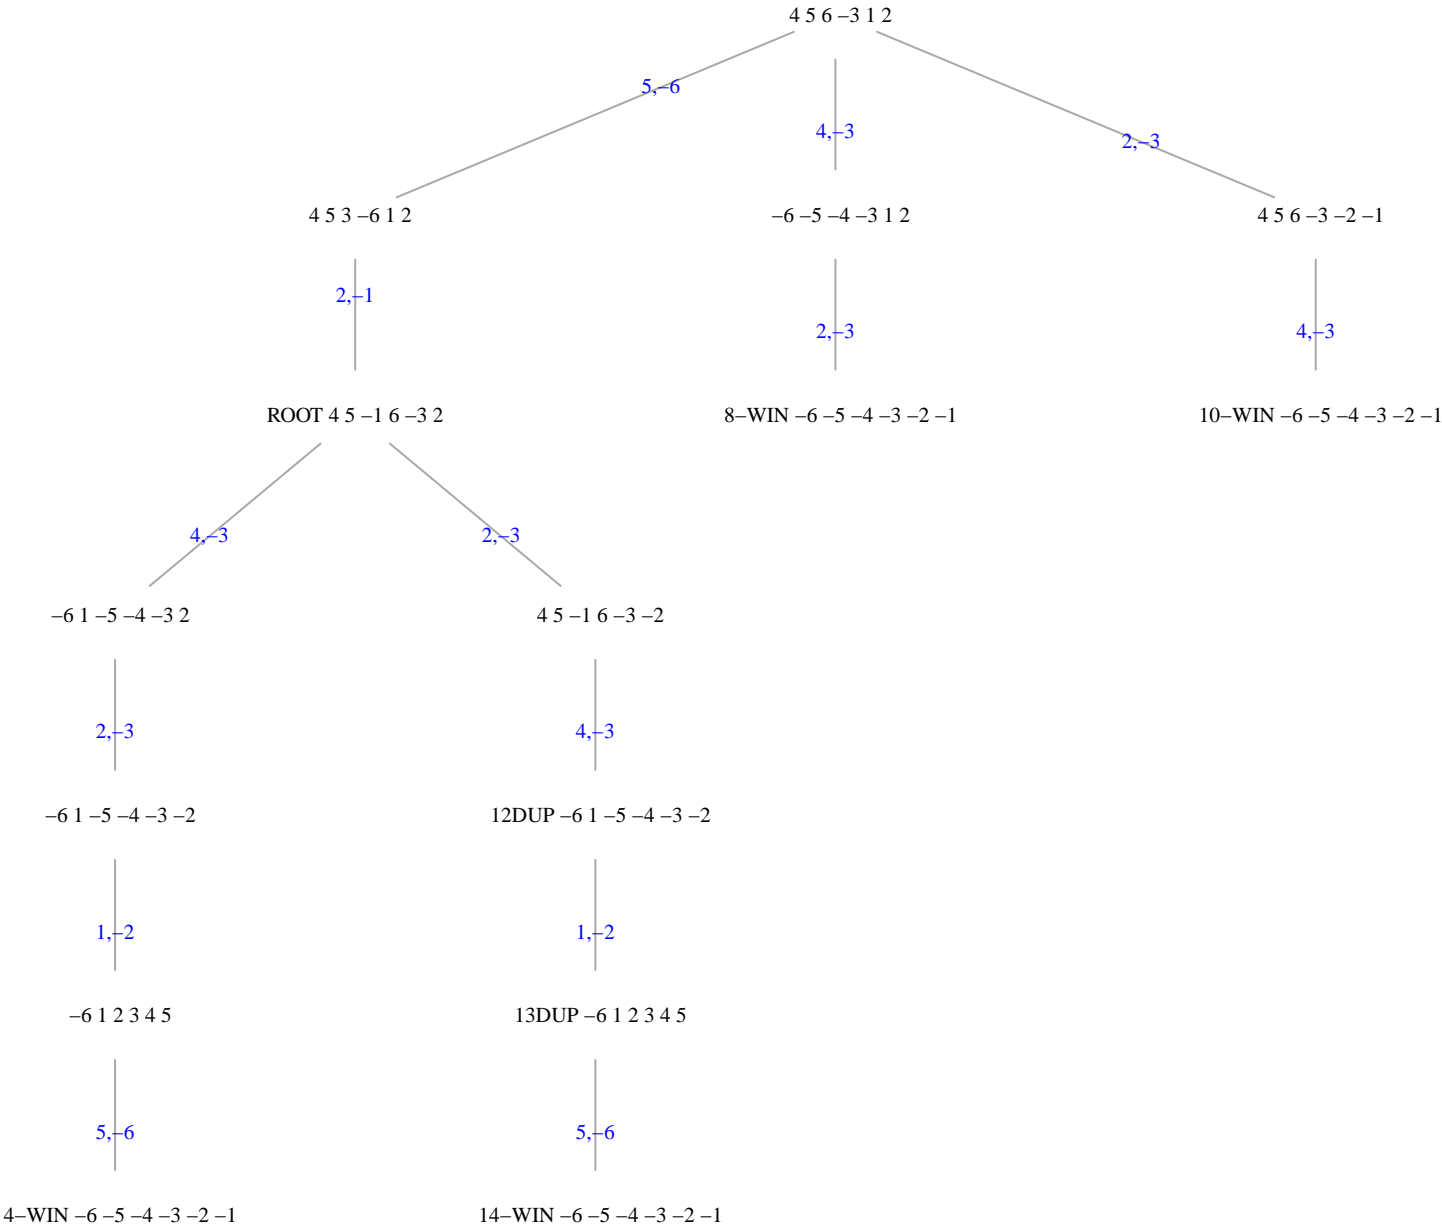 4 5 6 −3 1 2
5,−6
4,−3
2,−3
4 5 3 −6 1 2
−6 −5 −4 −3 1 2
4 5 6 −3 −2 −1
2,−1
2,−3
4,−3
ROOT 4 5 −1 6 −3 2
8−WIN −6 −5 −4 −3 −2 −1
10−WIN −6 −5 −4 −3 −2 −1
4,−3
2,−3
−6 1 −5 −4 −3 2
4 5 −1 6 −3 −2
2,−3
4,−3
−6 1 −5 −4 −3 −2
12DUP −6 1 −5 −4 −3 −2
1,−2
1,−2
−6 1 2 3 4 5
13DUP −6 1 2 3 4 5
5,−6
5,−6
4−WIN −6 −5 −4 −3 −2 −1
14−WIN −6 −5 −4 −3 −2 −1